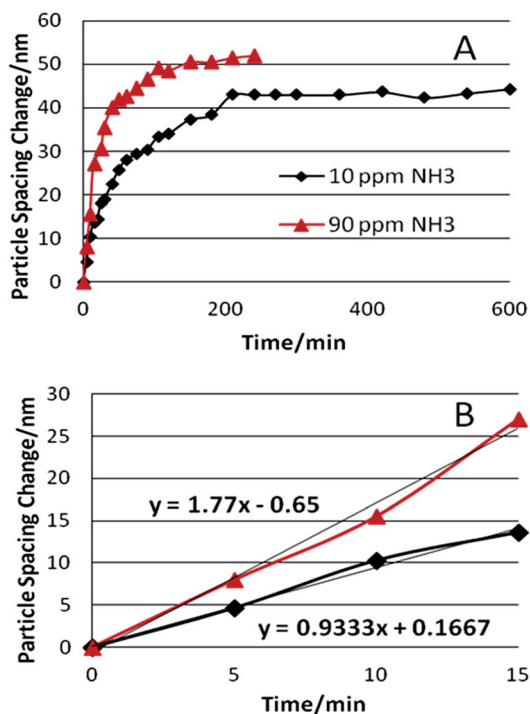 A
Particle Spacing Change/nm
60
50
40
30
20
10
0
10 ppm NH3
90 ppm NH3
0 200 400 600
Time/min
B
Particle Spacing Change/nm
30
25
20
15
10
5
0
y = 1.77x - 0.65
y = 0.9333x + 0.1667
0 5 10 15
Time/min